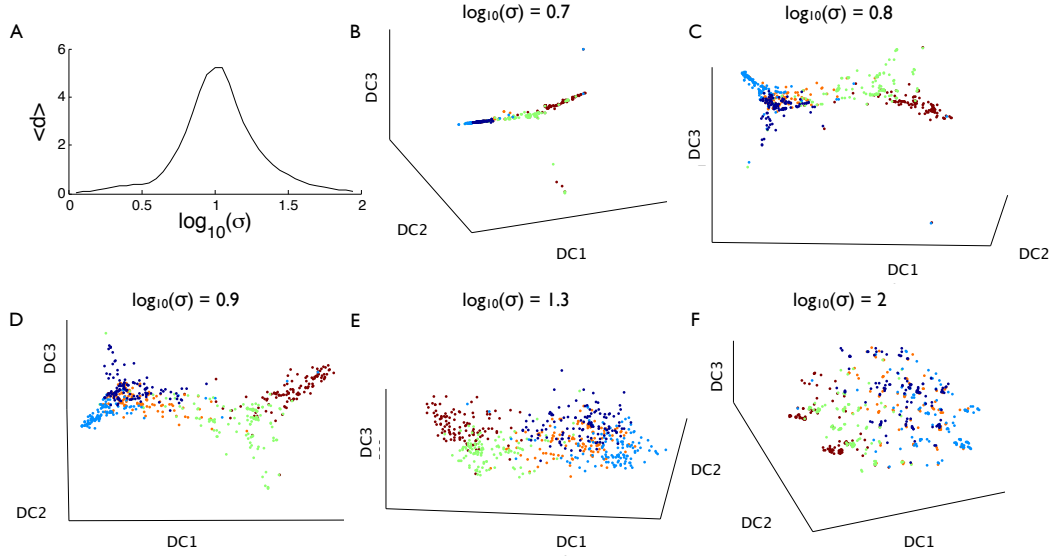 A
6
4
2
0
0
0.5
1
1.5
2
<d>
log10(σ)
B
log10(σ) = 0.7
DC3
DC2
DC1
C
log10(σ) = 0.8
DC3
DC1
DC2
D
log10(σ) = 0.9
DC3
DC2
DC1
E
log10(σ) = 1.3
DC3
DC2
DC1
F
log10(σ) = 2
DC3
DC2
DC1